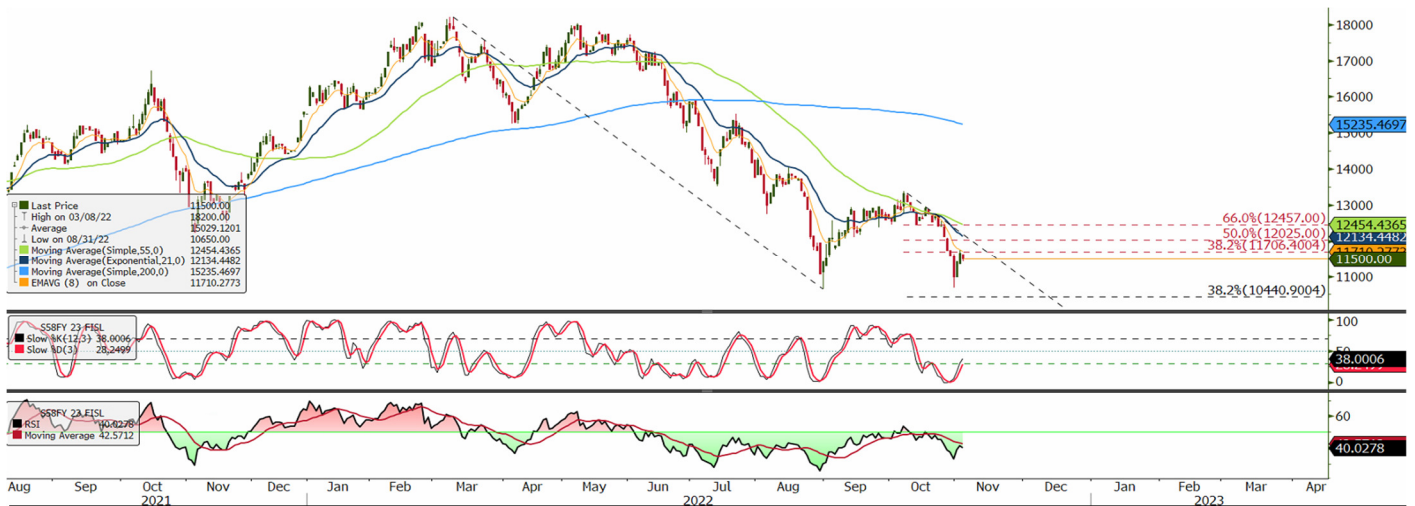 18000
17000
16000
15235.4697
15000
14000
13000
66.0%(12457.00)
12454.4365
50.0%(12025.00)
12134.4482
38.2%(11706.4004)
11710.2773
11500.00
11000
38.2%(10440.9004)
Last Price 11500.00
High on 03/08/22 18200.00
Average 15029.1201
Low on 08/31/22 10650.00
Moving Average(Simple,55,0) 12454.4365
Moving Average(Exponential,21,0) 12134.4482
Moving Average(Simple,200,0) 15235.4697
EMAVG (8) on Close 11710.2773
S58FY 23 FISL
Slow %K(12,3) 38.0006
Slow %D(3) 28.2499
100
50
38.0006
28.2499
0
S58FY 23 FISL
RSI 40.0278
Moving Average 42.5712
60
40.0278
Aug Sep Oct Nov Dec Jan Feb Mar Apr May Jun Jul Aug Sep Oct Nov Dec Jan Feb Mar Apr
2021 2022 2023